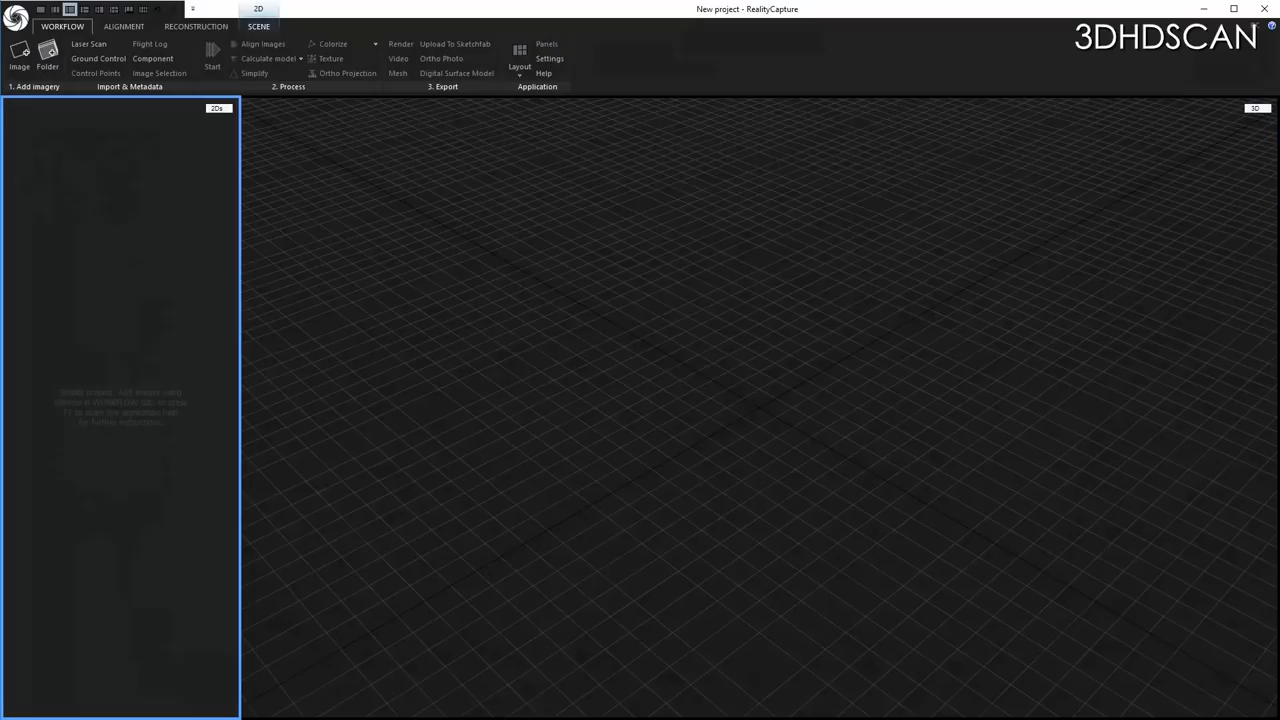 2D
New project - RealityCapture
WORKFLOW ALIGNMENT RECONSTRUCTION SCENE
3DHDSCAN
Laser Scan Flight Log Align Images Colorize Render Upload To Sketchfab Panels
Ground Control Component Calculate model Texture Video Ortho Photo Settings
Image Folder Start Layout
Control Points Image Selection Simplify Ortho Projection Mesh Digital Surface Model Help
1. Add imagery Import & Metadata 2. Process 3. Export Application
2Ds 3D